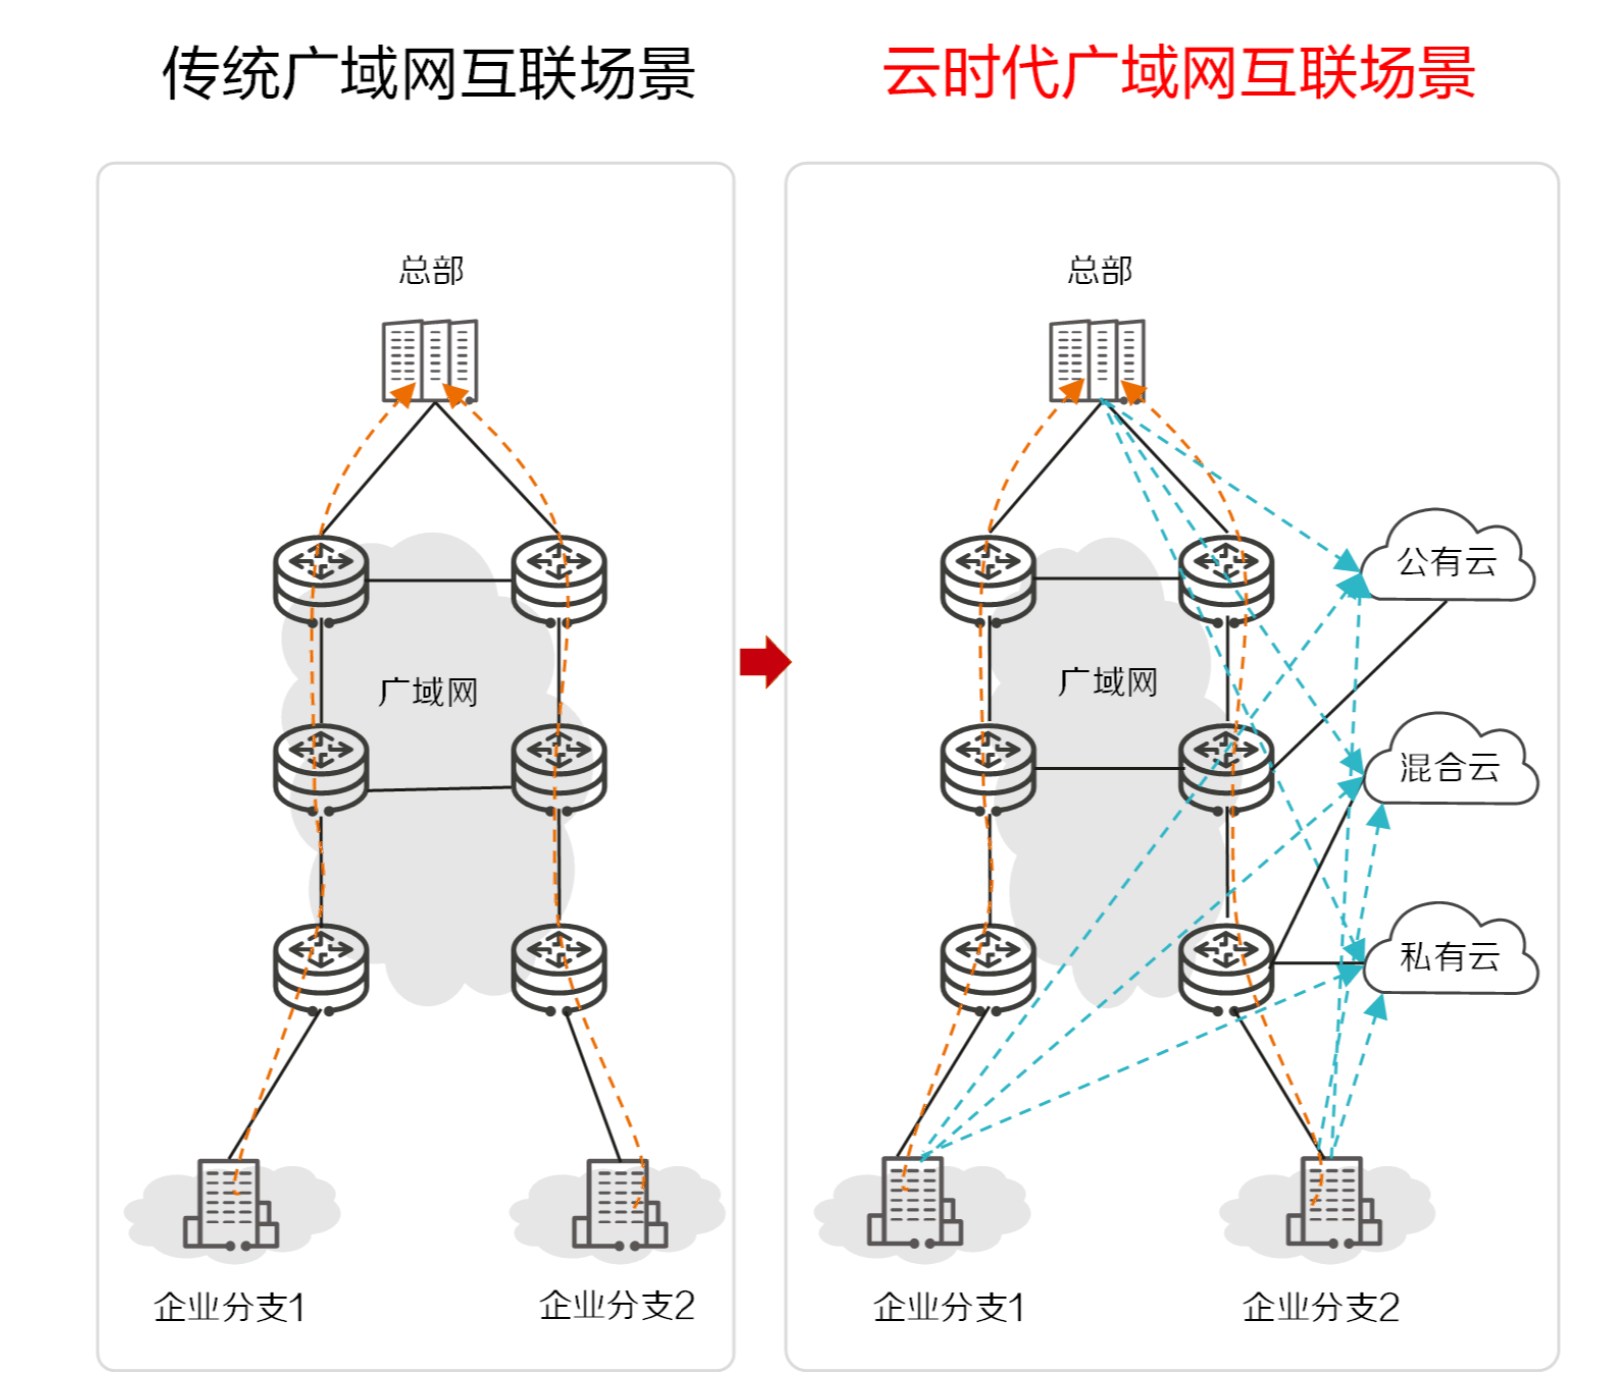 传统广域网互联场景
云时代广域网互联场景
总部
广域网
企业分支1
企业分支2
总部
广域网
公有云
混合云
私有云
企业分支1
企业分支2